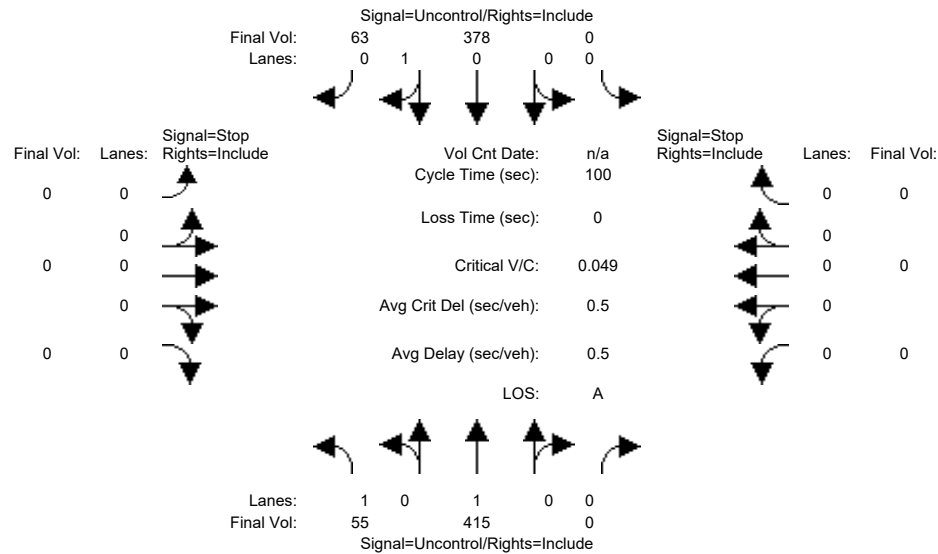 Signal=Uncontrol/Rights=Include
Final Vol: 63 378 0
Lanes: 0 1 0 0 0
Signal=Stop Signal=Stop
Final Vol: Lanes: Rights=Include Vol Cnt Date: n/a Rights=Include Lanes: Final Vol:
Cycle Time (sec): 100
0 0 0 0
Loss Time (sec): 0
0 0
0 0 Critical V/C: 0.049 0 0
0 Avg Crit Del (sec/veh): 0.5 0
0 0 Avg Delay (sec/veh): 0.5 0 0
LOS: A
Lanes: 1 0 1 0 0
Final Vol: 55 415 0
Signal=Uncontrol/Rights=Include